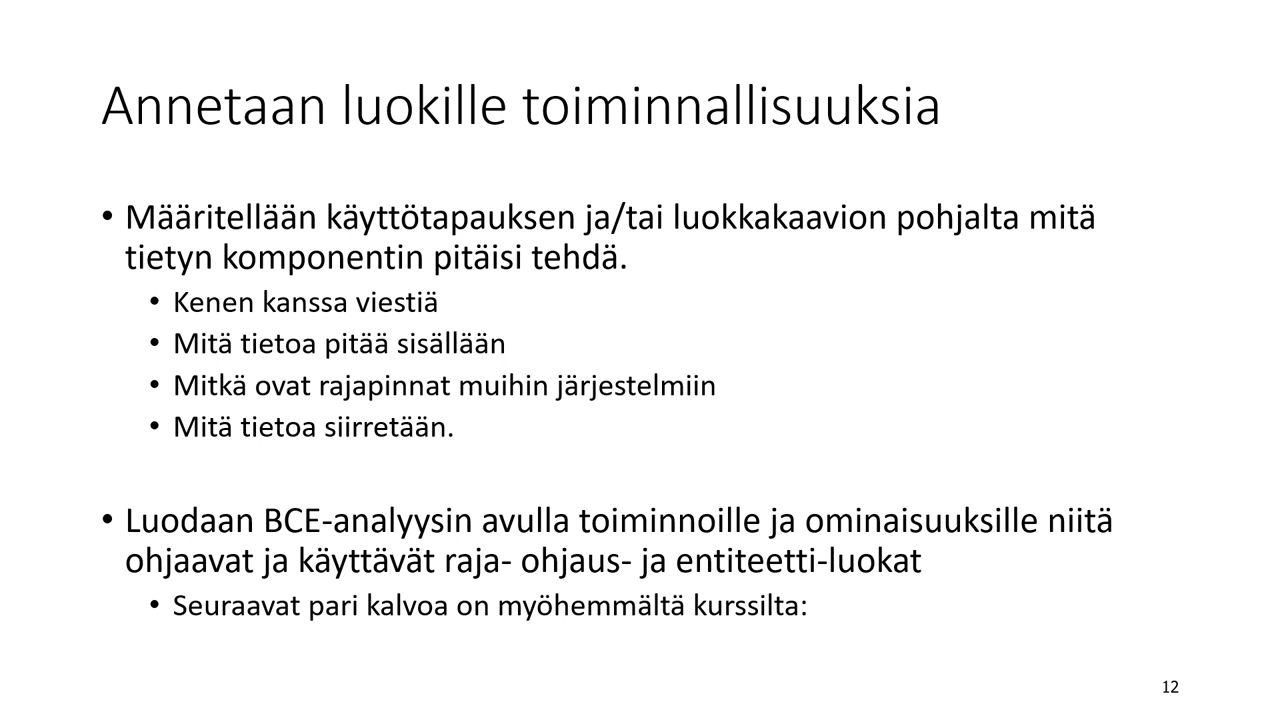 Annetaan luokille toiminnallisuuksia
• Määritellään käyttötapauksen ja/tai luokkakaavion pohjalta mitä
tietyn komponentin pitäisi tehdä.
• Kenen kanssa viestiä
• Mitä tietoa pitää sisällään
• Mitkä ovat rajapinnat muihin järjestelmiin
• Mitä tietoa siirretään.
• Luodaan BCE-analyysin avulla toiminnoille ja ominaisuuksille niitä
ohjaavat ja käyttävät raja- ohjaus- ja entiteetti-luokat
• Seuraavat pari kalvoa on myöhemmältä kurssilta:
12